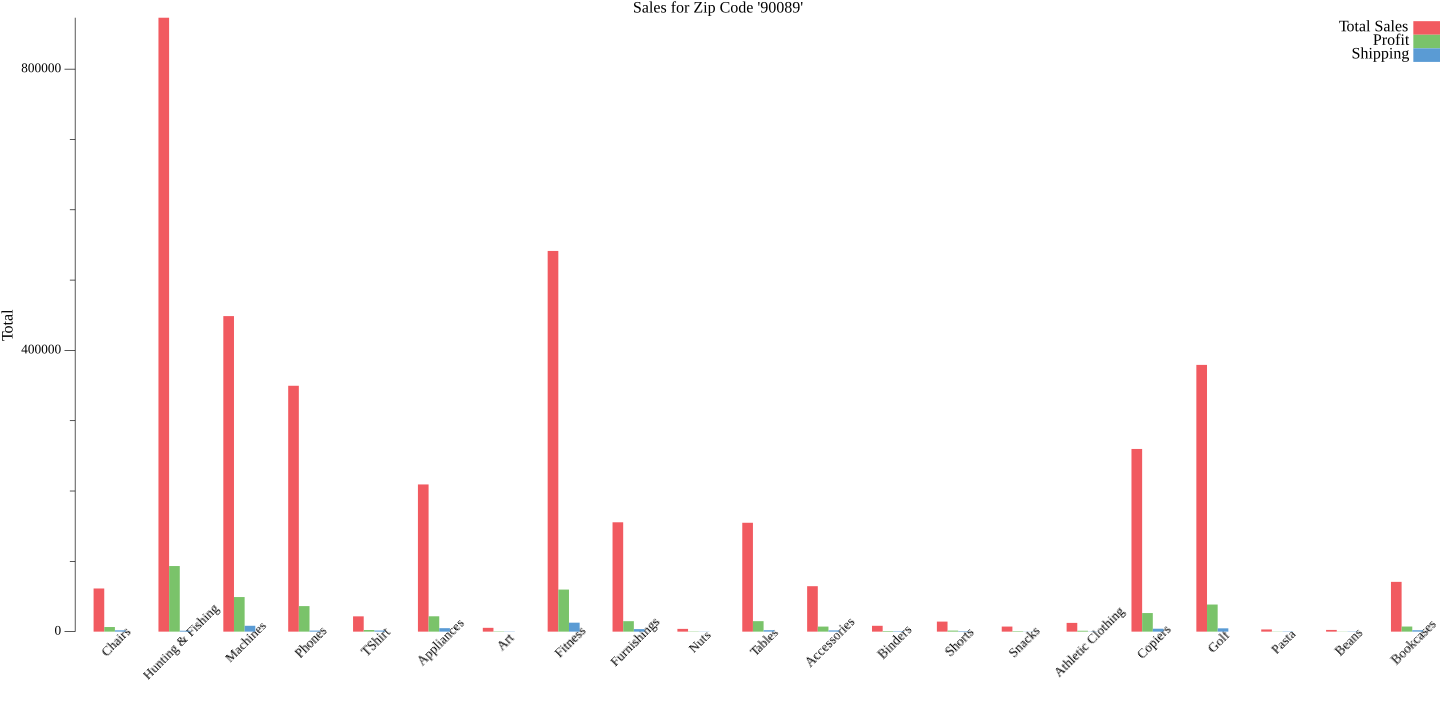 Sales for Zip Code '90089'
Total Sales
Profit
Shipping
800000
400000
0
Total
Chairs
Hunting & Fishing
Machines
Phones
TShirt
Appliances
Art
Fitness
Furnishings
Nuts
Tables
Accessories
Binders
Shorts
Snacks
Athletic Clothing
Copiers
Golf
Pasta
Beans
Bookcases